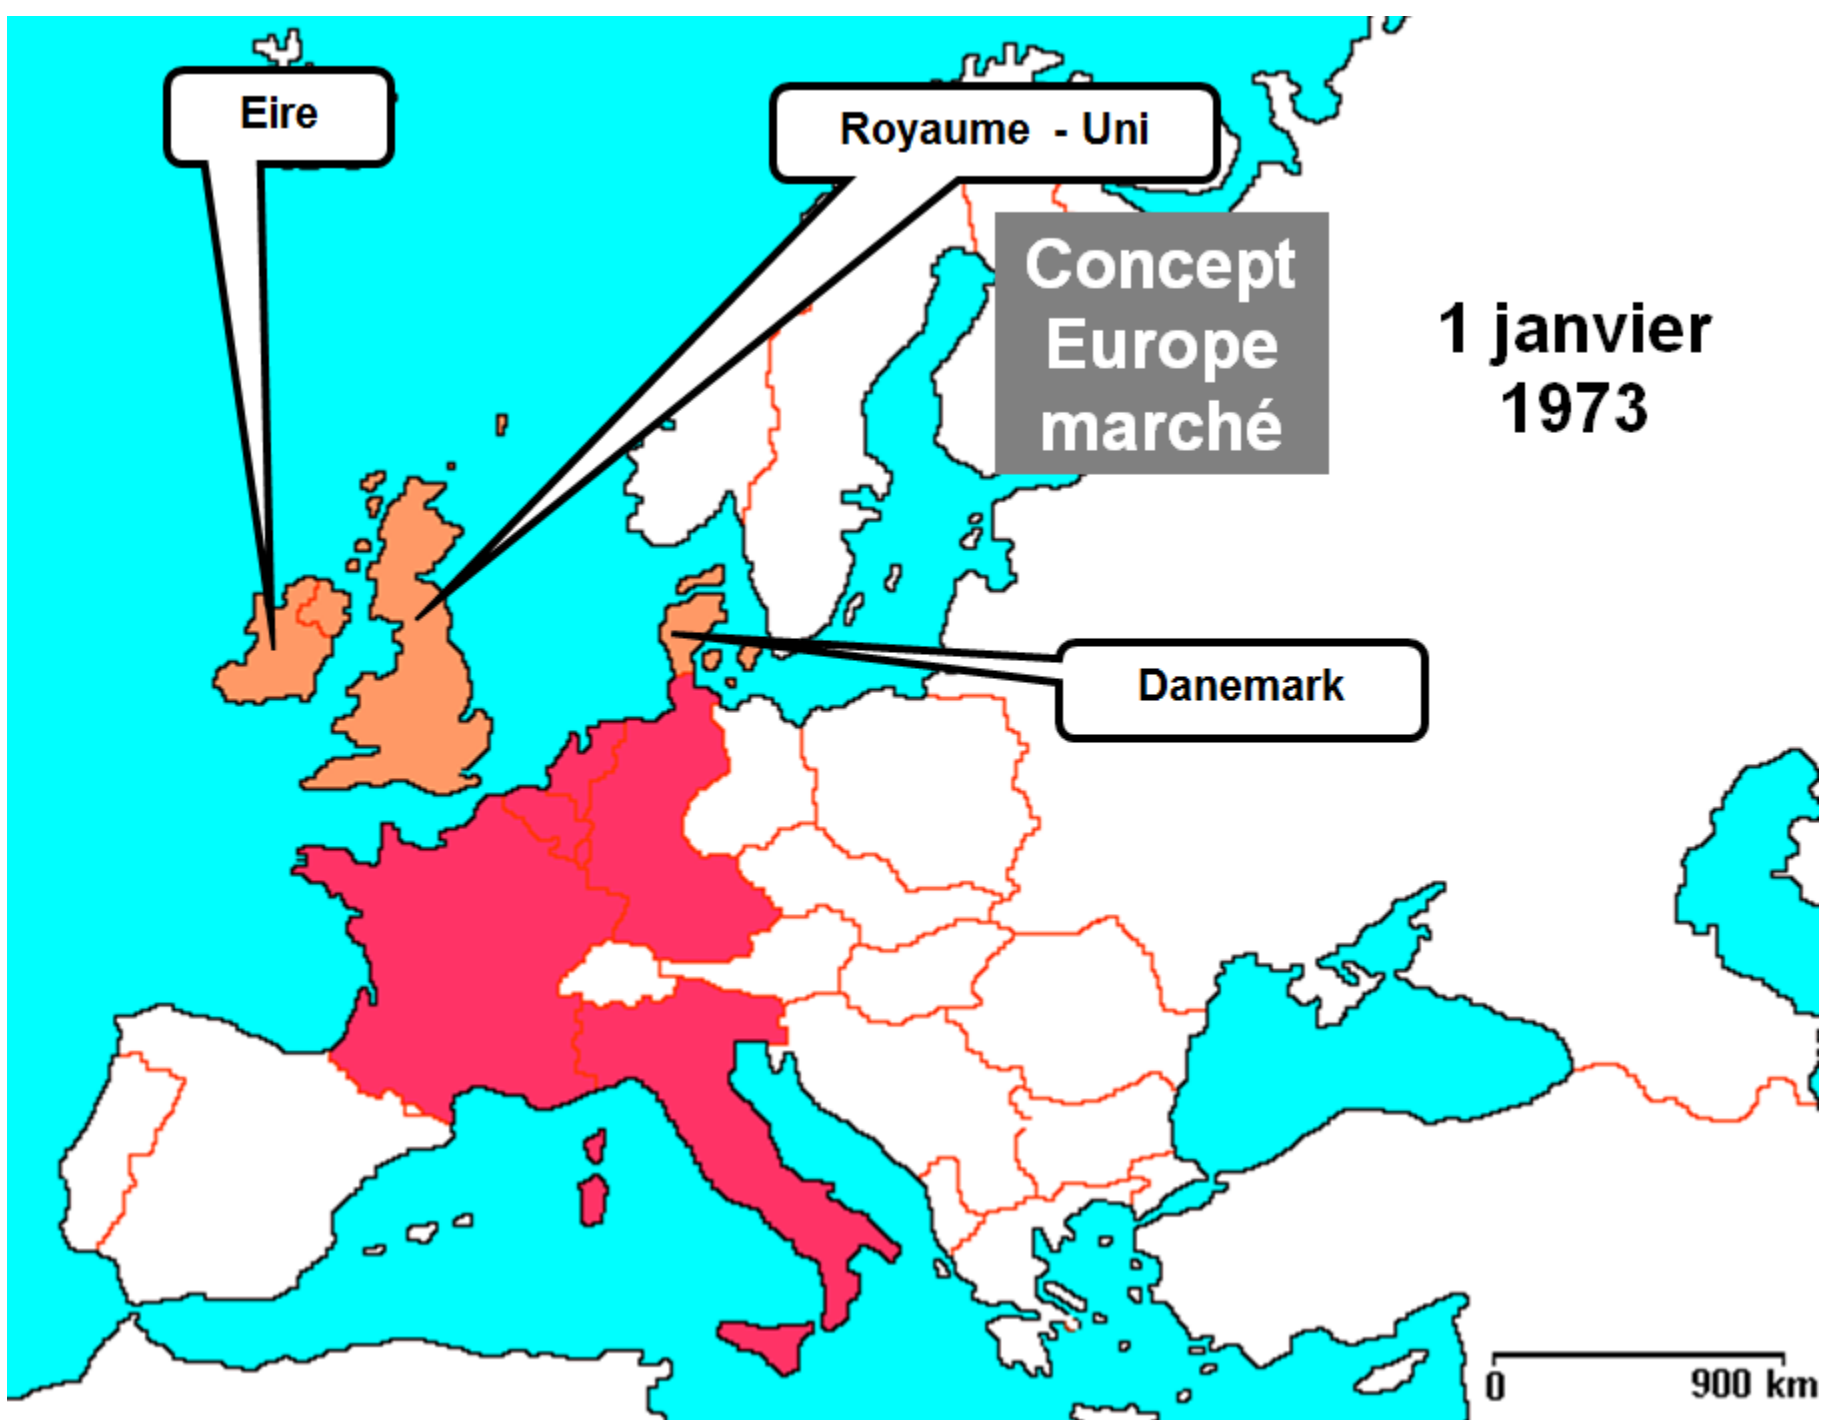 Eire
Royaume - Uni
Concept
Europe
marché
1 janvier
1973
Danemark
0 900 km